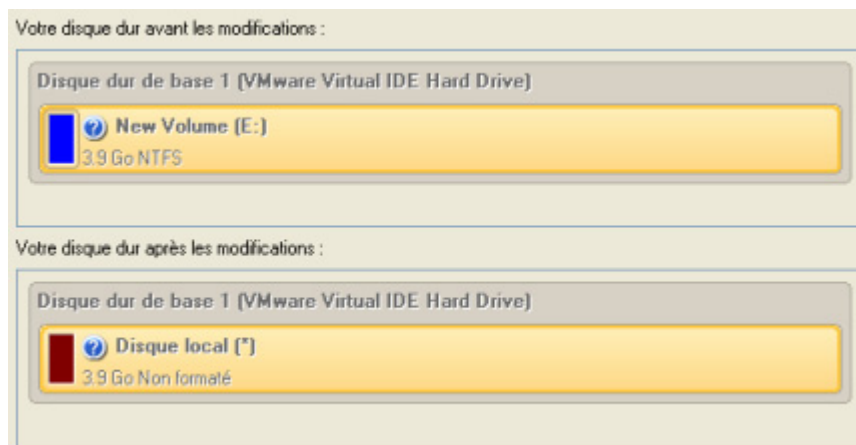 Votre disque dur avant les modifications :
Disque dur de base 1 (VMware Virtual IDE Hard Drive)
New Volume (E:)
3.9 Go NTFS
Votre disque dur après les modifications :
Disque dur de base 1 (VMware Virtual IDE Hard Drive)
Disque local (*)
3.9 Go Non formaté